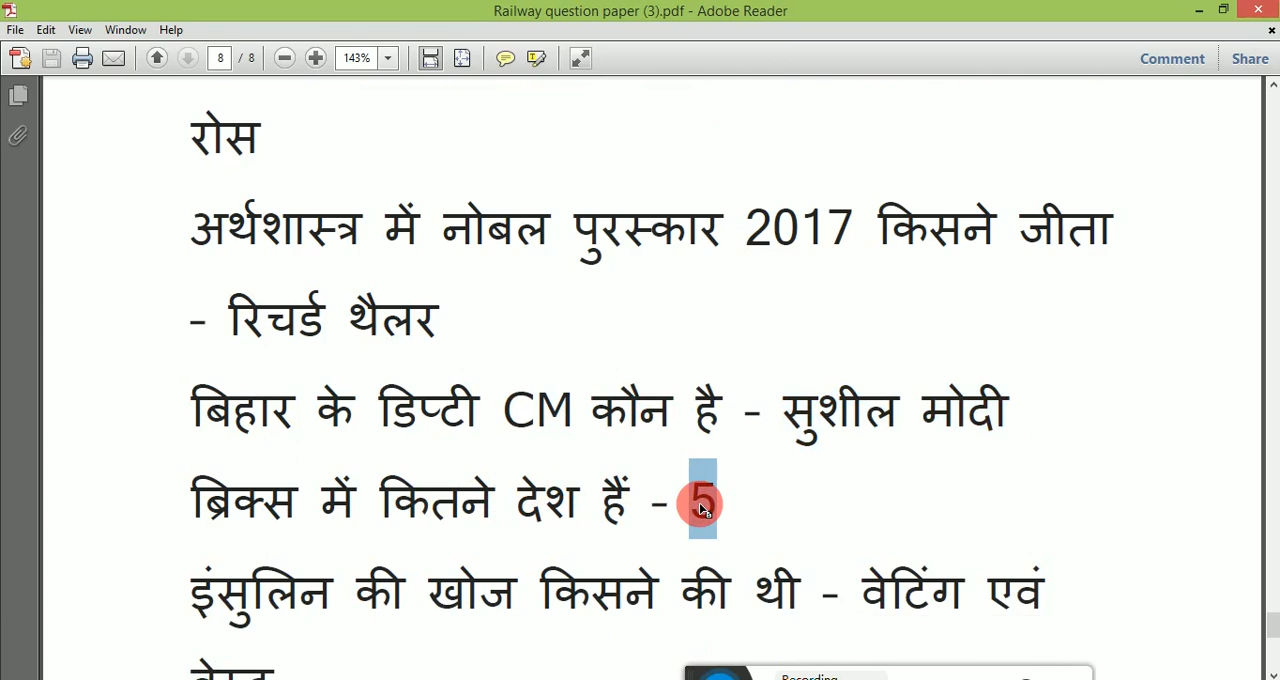 Railway question paper (3).pdf - Adobe Reader
File Edit View Window Help
8 / 8 143% Comment Share
रोस
अर्थशास्त्र में नोबल पुरस्कार 2017 किसने जीता
- रिचर्ड थैलर
बिहार के डिप्टी CM कौन है - सुशील मोदी
ब्रिक्स में कितने देश हैं - 5
इंसुलिन की खोज किसने की थी - वेटिंग एवं
Recording